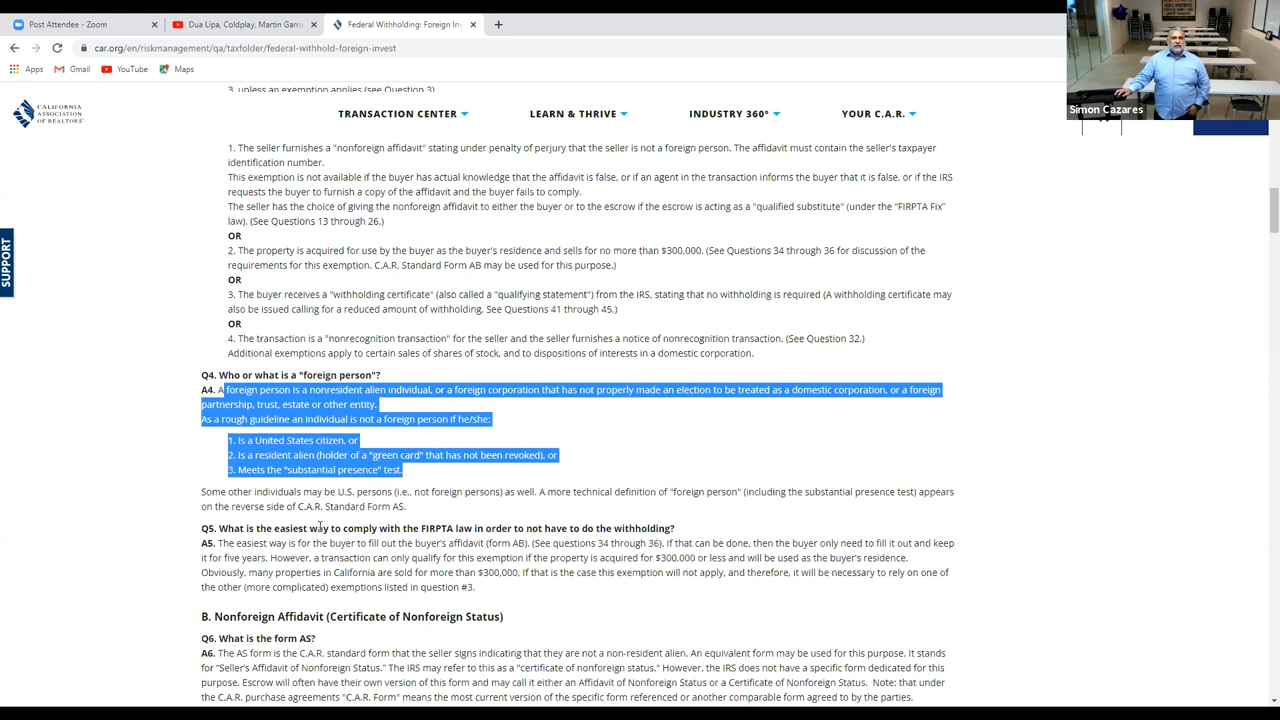 Post Attendee - Zoom
Dua Lipa, Coldplay, Martin Garri
Federal Withholding: Foreign Inv
car.org/en/riskmanagement/qa/taxfolder/federal-withhold-foreign-invest
Apps Gmail YouTube Maps
Simon Cazares
3. unless an exemption applies (see Question 3)
CALIFORNIA
ASSOCIATION
OF REALTORS®
TRANSACTION CENTER LEARN & THRIVE INDUSTRY 360° YOUR C.A.R.
1. The seller furnishes a "nonforeign affidavit" stating under penalty of perjury that the seller is not a foreign person. The affidavit must contain the seller's taxpayer
identification number.
This exemption is not available if the buyer has actual knowledge that the affidavit is false, or if an agent in the transaction informs the buyer that it is false, or if the IRS
requests the buyer to furnish a copy of the affidavit and the buyer fails to comply.
The seller has the choice of giving the nonforeign affidavit to either the buyer or to the escrow if the escrow is acting as a "qualified substitute" (under the "FIRPTA Fix"
law). (See Questions 13 through 26.)
OR
2. The property is acquired for use by the buyer as the buyer's residence and sells for no more than $300,000. (See Questions 34 through 36 for discussion of the
requirements for this exemption. C.A.R. Standard Form AB may be used for this purpose.)
OR
3. The buyer receives a "withholding certificate" (also called a "qualifying statement") from the IRS, stating that no withholding is required (A withholding certificate may
also be issued calling for a reduced amount of withholding. See Questions 41 through 45.)
OR
4. The transaction is a "nonrecognition transaction" for the seller and the seller furnishes a notice of nonrecognition transaction. (See Question 32.)
Additional exemptions apply to certain sales of shares of stock, and to dispositions of interests in a domestic corporation.
Q4. Who or what is a "foreign person"?
A4. A foreign person is a nonresident alien individual, or a foreign corporation that has not properly made an election to be treated as a domestic corporation, or a foreign
partnership, trust, estate or other entity.
As a rough guideline an individual is not a foreign person if he/she:
1. Is a United States citizen, or
2. Is a resident alien (holder of a "green card" that has not been revoked), or
3. Meets the "substantial presence" test.
Some other individuals may be U.S. persons (i.e., not foreign persons) as well. A more technical definition of "foreign person" (including the substantial presence test) appears
on the reverse side of C.A.R. Standard Form AS.
Q5. What is the easiest way to comply with the FIRPTA law in order to not have to do the withholding?
A5. The easiest way is for the buyer to fill out the buyer's affidavit (form AB). (See questions 34 through 36). If that can be done, then the buyer only need to fill it out and keep
it for five years. However, a transaction can only qualify for this exemption if the property is acquired for $300,000 or less and will be used as the buyer's residence.
Obviously, many properties in California are sold for more than $300,000, If that is the case this exemption will not apply, and therefore, it will be necessary to rely on one of
the other (more complicated) exemptions listed in question #3.
B. Nonforeign Affidavit (Certificate of Nonforeign Status)
Q6. What is the form AS?
A6. The AS form is the C.A.R. standard form that the seller signs indicating that they are not a non-resident alien. An equivalent form may be used for this purpose. It stands
for "Seller's Affidavit of Nonforeign Status." The IRS may refer to this as a "certificate of nonforeign status." However, the IRS does not have a specific form dedicated for this
purpose. Escrow will often have their own version of this form and may call it either an Affidavit of Nonforeign Status or a Certificate of Nonforeign Status. Note: that under
the C.A.R. purchase agreements "C.A.R. Form" means the most current version of the specific form referenced or another comparable form agreed to by the parties.
SUPPORT